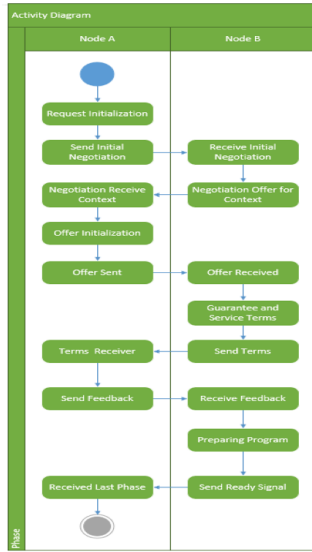 Activity Diagram
Node A
Node B
Request Initialization
Send Initial
Negotiation
Receive Initial
Negotiation
Negotiation Receive
Context
Negotiation Offer for
Context
Offer Initialization
Offer Sent
Offer Received
Guarantee and
Service Terms
Terms Receiver
Send Terms
Send Feedback
Receive Feedback
Preparing Program
Received Last Phase
Send Ready Signal
Phase